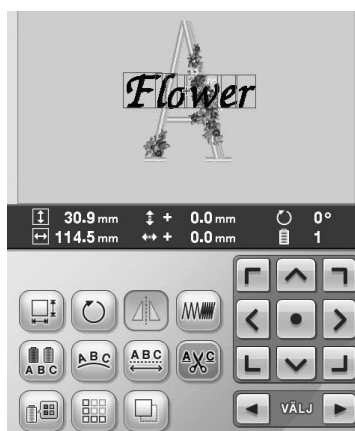 A
Flower
30.9 mm + 0.0 mm 0°
114.5 mm + 0.0 mm 1
ABC ABC ABC A C
VÄLJ